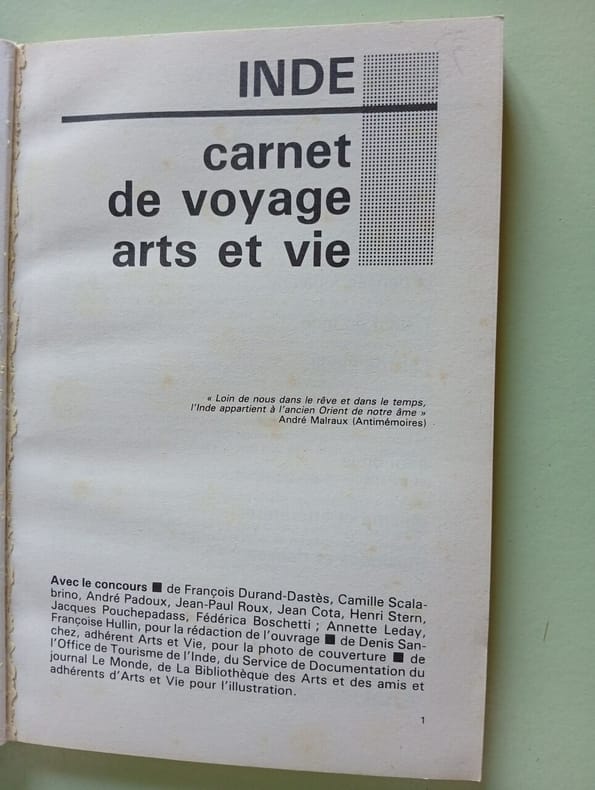 INDE
carnet
de voyage
arts et vie
« Loin de nous dans le rêve et dans le temps,
l'Inde appartient à l'ancien Orient de notre âme »
André Malraux (Antimémoires)
Avec le concours ■ de François Durand-Dastès, Camille Scala-
brino, André Padoux, Jean-Paul Roux, Jean Cota, Henri Stern,
Jacques Pouchepadass, Fédérica Boschetti ; Annette Leday,
Françoise Hullin, pour la rédaction de l'ouvrage ■ de Denis San-
chez, adhérent Arts et Vie, pour la photo de couverture ■ de
l'Office de Tourisme de l'Inde, du Service de Documentation du
journal Le Monde, de La Bibliothèque des Arts et des amis et
adhérents d'Arts et Vie pour l'illustration.
1